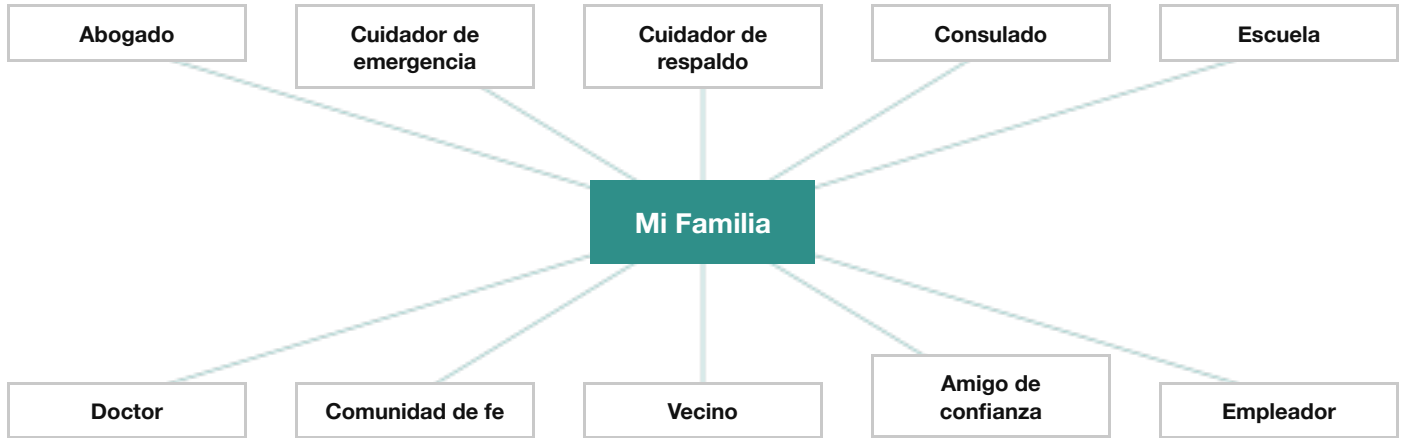 Abogado
Cuidador de
emergencia
Cuidador de
respaldo
Consulado
Escuela
Mi Familia
Doctor
Comunidad de fe
Vecino
Amigo de
confianza
Empleador